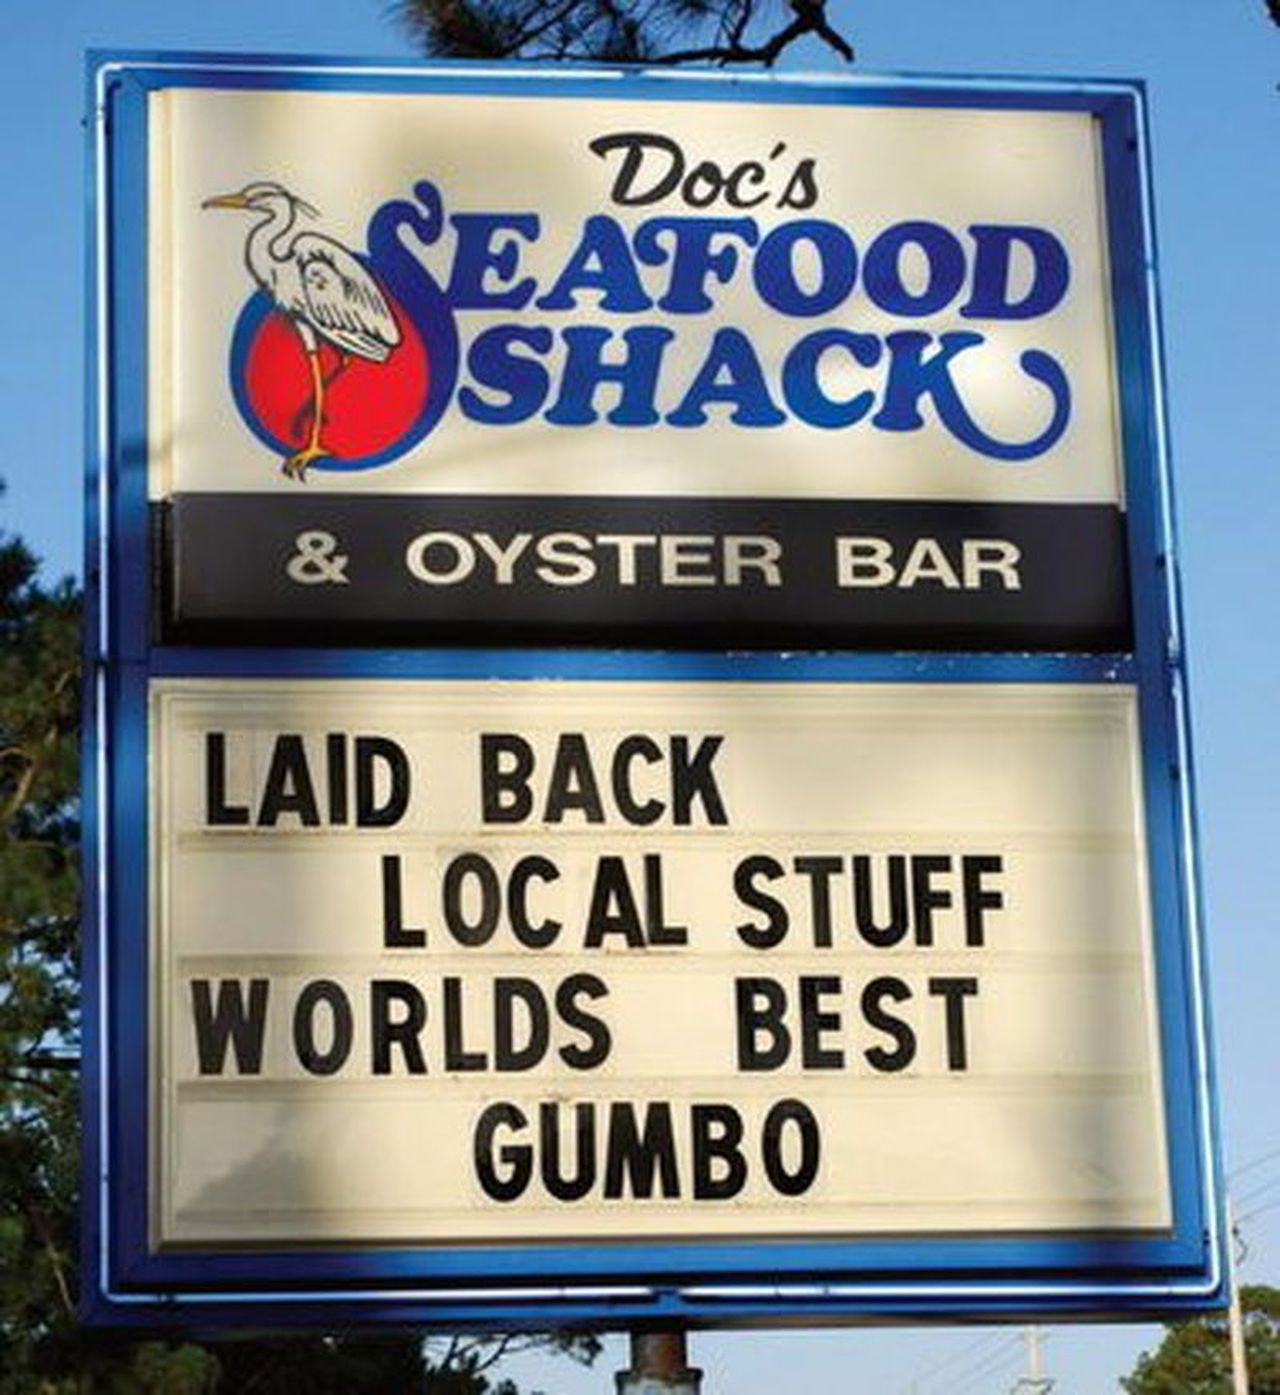 Doc's
SEAFOOD
SHACK
& OYSTER BAR
LAID BACK
LOCAL STUFF
WORLDS BEST
GUMBO